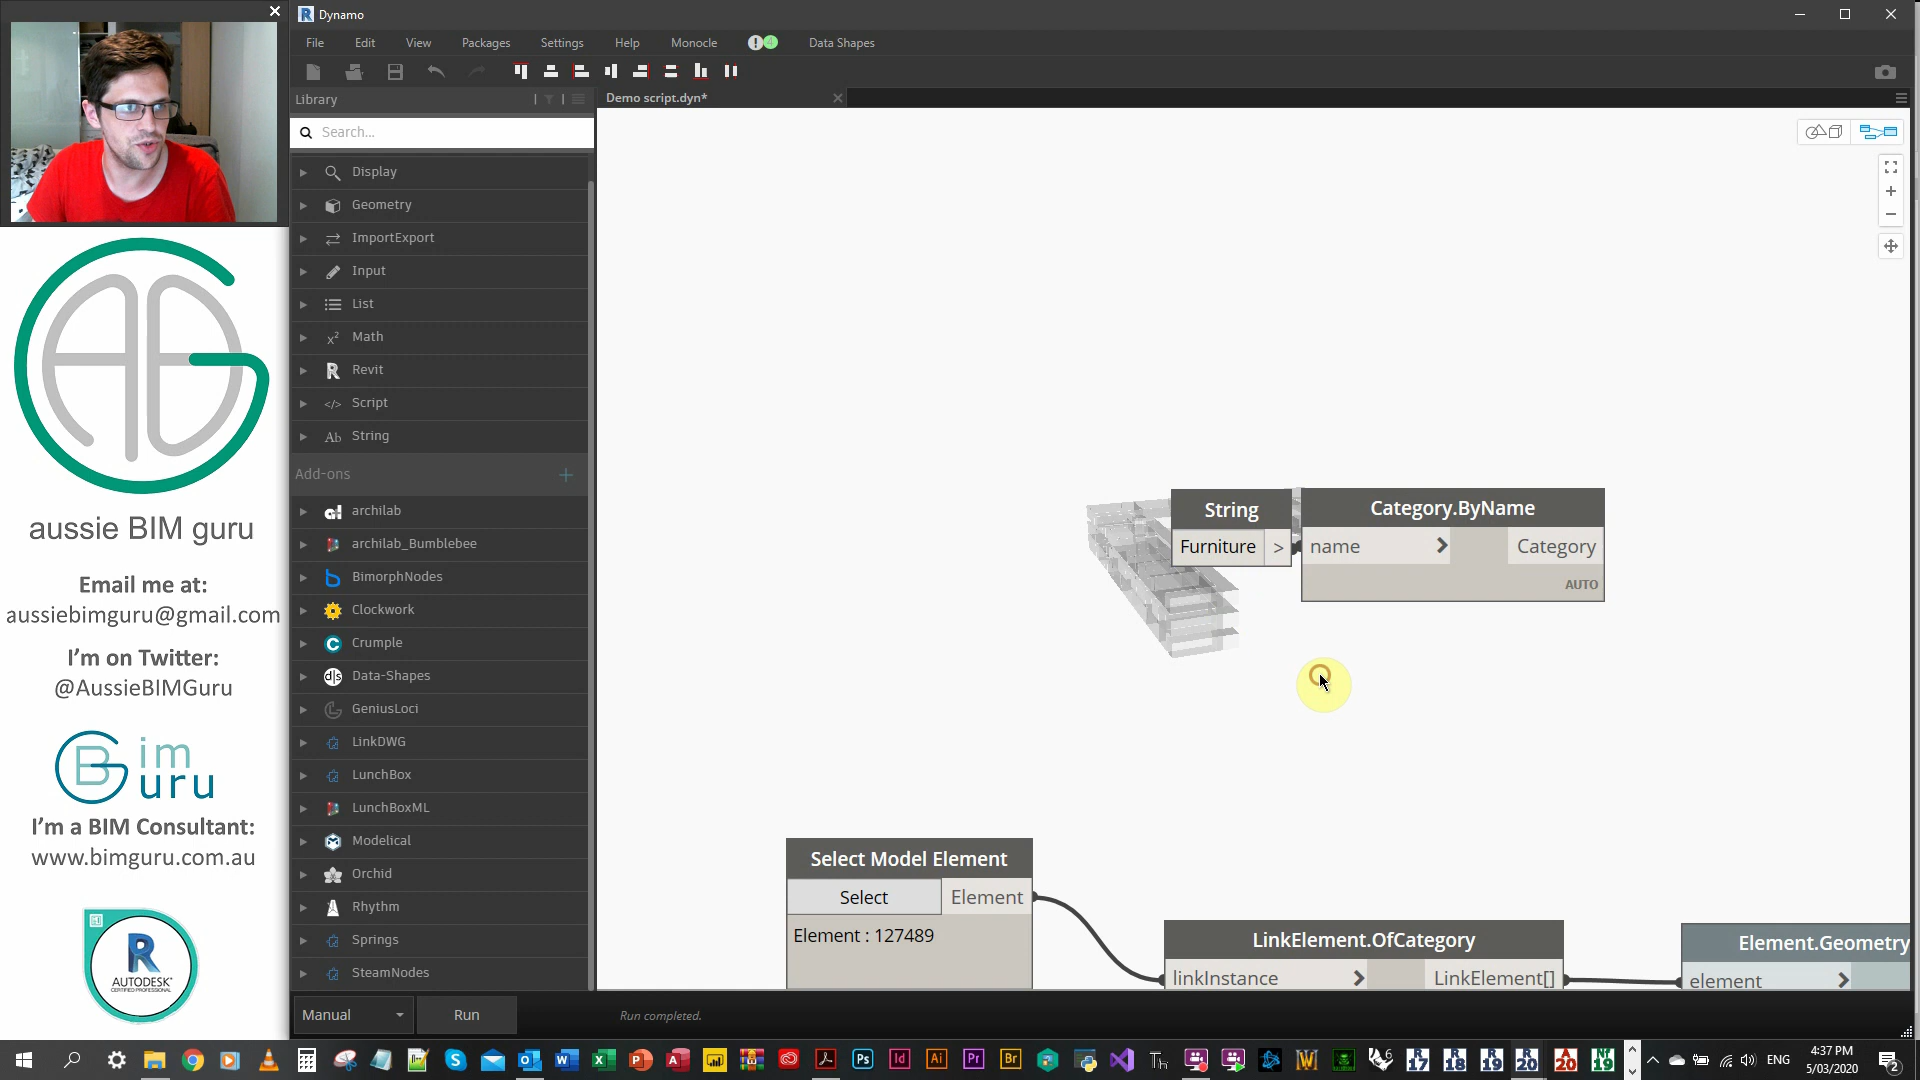 Dynamo
File Edit View Packages Settings Help Monocle Data Shapes
Library
Demo script.dyn*
Search...
Display
Geometry
ImportExport
Input
List
Math
Revit
Script
String
Add-ons
archilab
archilab_Bumblebee
BimorphNodes
Clockwork
Crumple
Data-Shapes
GeniusLoci
LinkDWG
LunchBox
LunchBoxML
Modelical
Orchid
Rhythm
Springs
SteamNodes
Manual
Run
Run completed.
String
Furniture >
Category.ByName
name
Category
AUTO
Select Model Element
Select
Element
Element : 127489
LinkElement.OfCategory
linkInstance
LinkElement[]
Element.Geometry
element
aussie BIM guru
Email me at:
aussiebimguru@gmail.com
I'm on Twitter:
@AussieBIMGuru
Bim
Guru
I'm a BIM Consultant:
www.bimguru.com.au
R
AUTODESK
CERTIFIED PROFESSIONAL
ENG
4:37 PM
5/03/2020